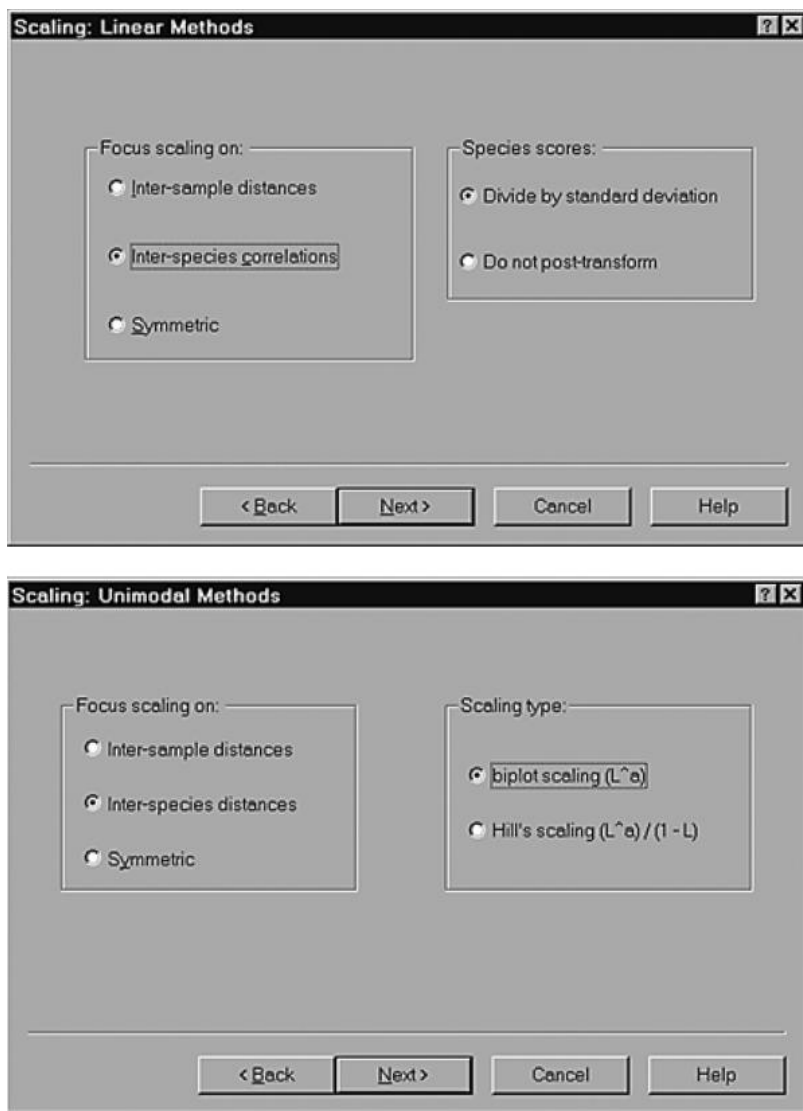 Scaling: Linear Methods
Focus scaling on:
Inter-sample distances
Inter-species correlations
Symmetric
Species scores:
Divide by standard deviation
Do not post-transform
< Back
Next >
Cancel
Help
Scaling: Unimodal Methods
Focus scaling on:
Inter-sample distances
Inter-species distances
Symmetric
Scaling type:
biplot scaling (L^a)
Hill's scaling (L^a) / (1 - L)
< Back
Next >
Cancel
Help